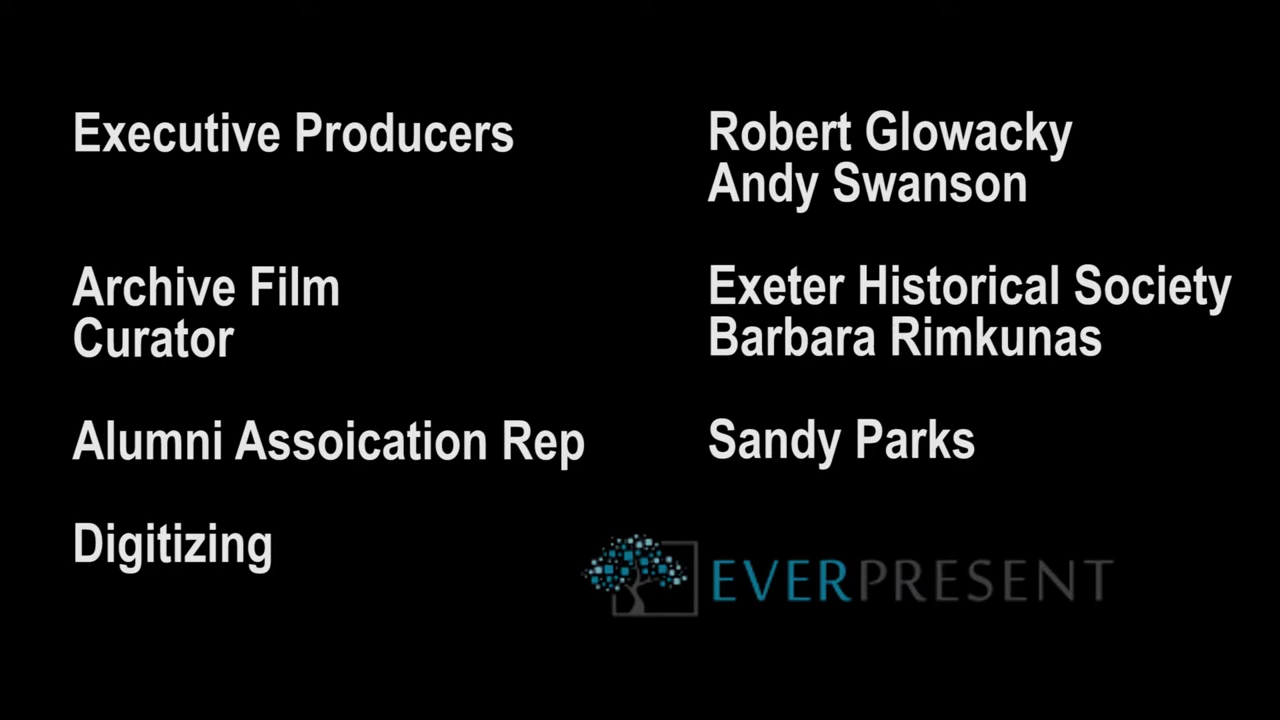 Executive Producers
Robert Glowacky
Andy Swanson
Archive Film
Exeter Historical Society
Curator
Barbara Rimkunas
Alumni Assoication Rep
Sandy Parks
Digitizing
EVERPRESENT